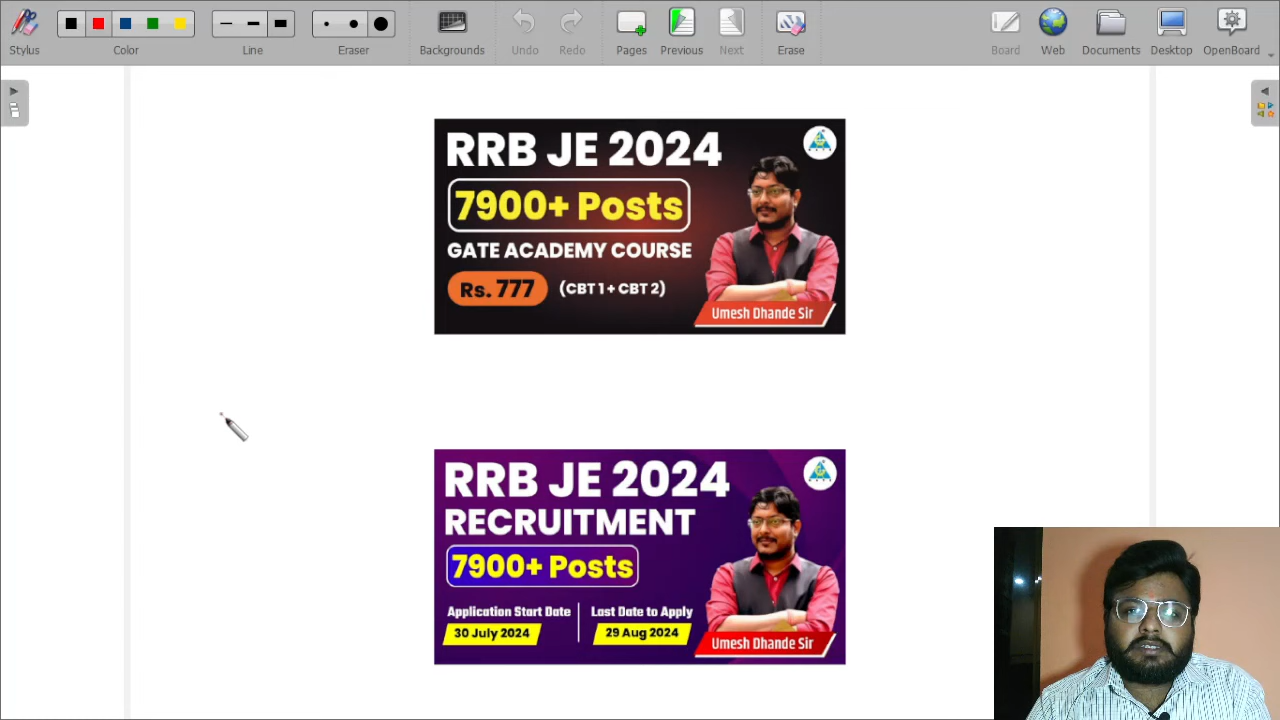 Stylus
Color
Line
Eraser
Backgrounds
Undo
Redo
Pages
Previous
Next
Erase
Board
Web
Documents
Desktop
OpenBoard
RRB JE 2024
7900+ Posts
GATE ACADEMY COURSE
Rs. 777 (CBT 1 + CBT 2)
Umesh Dhande Sir
RRB JE 2024
RECRUITMENT
7900+ Posts
Application Start Date
30 July 2024
Last Date to Apply
29 Aug 2024
Umesh Dhande Sir